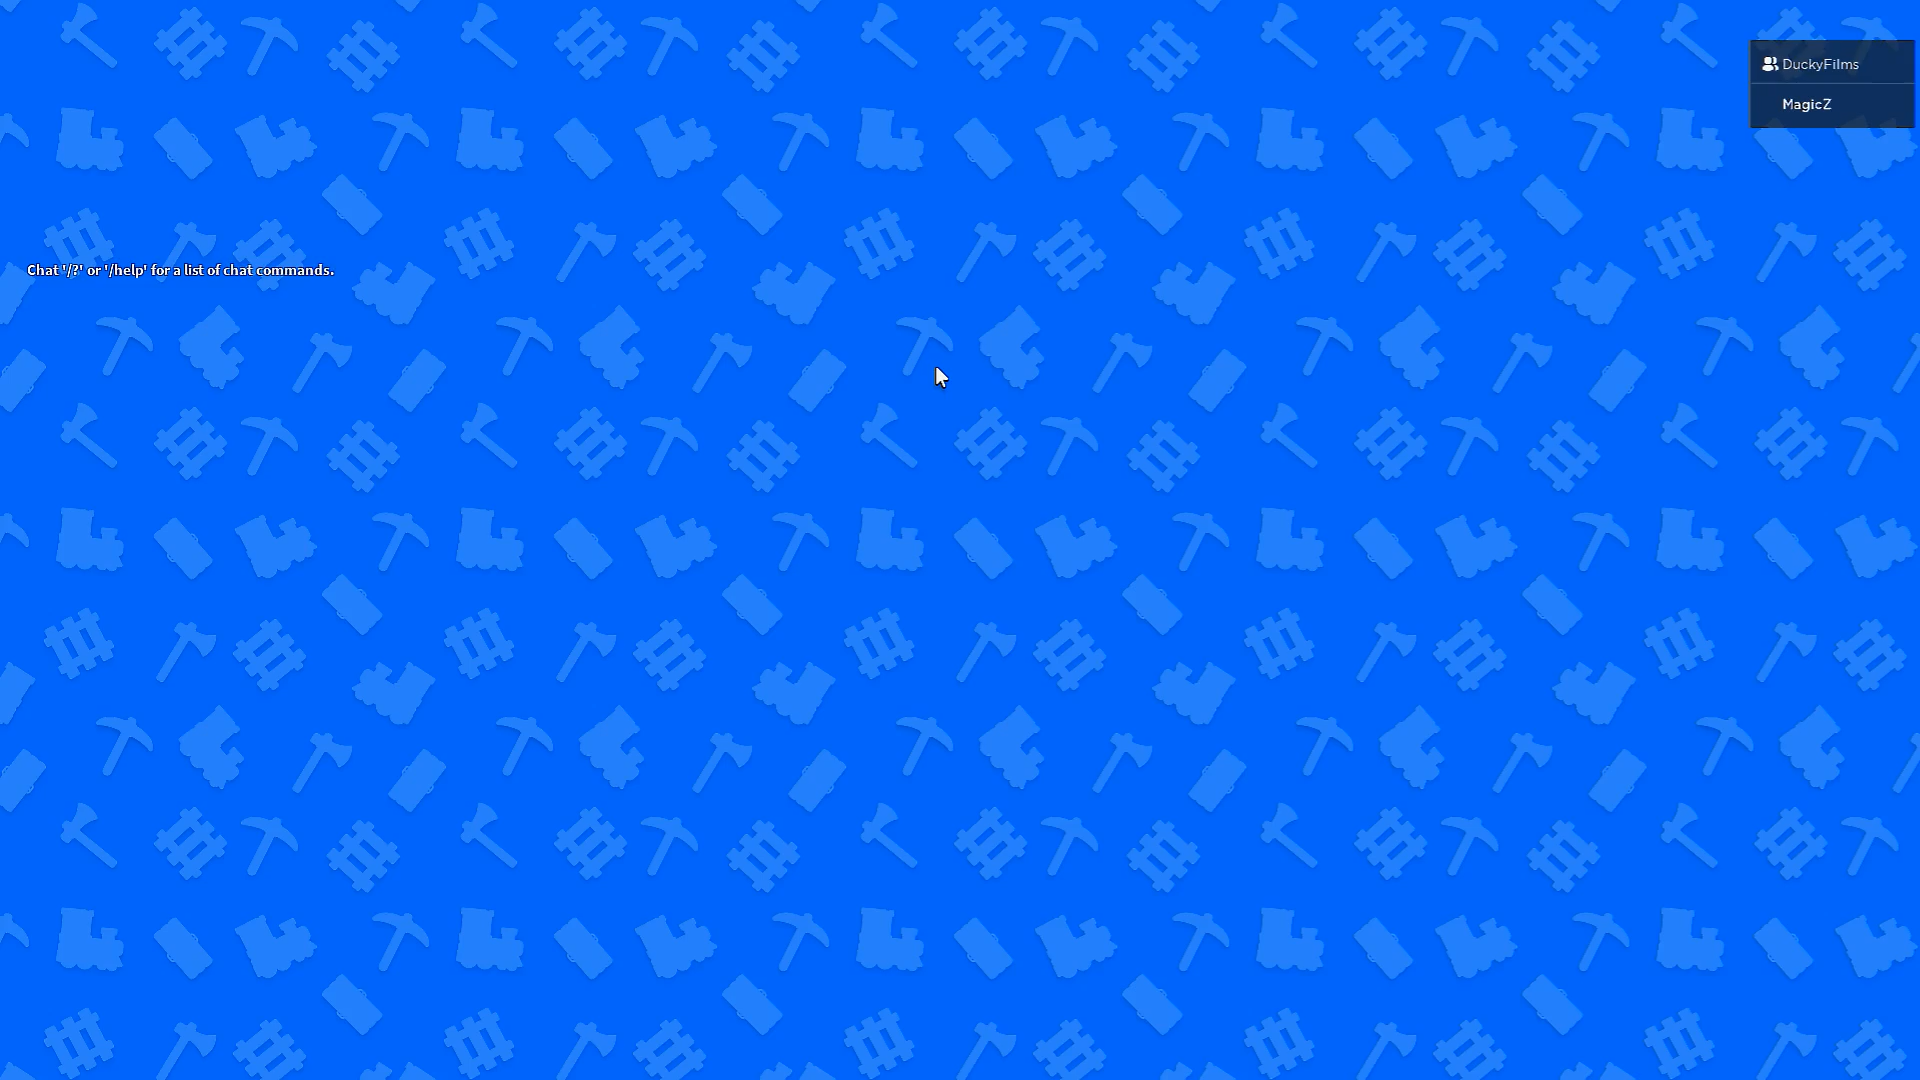 DuckyFilms
MagicZ
Chat '/?' or '/help' for a list of chat commands.